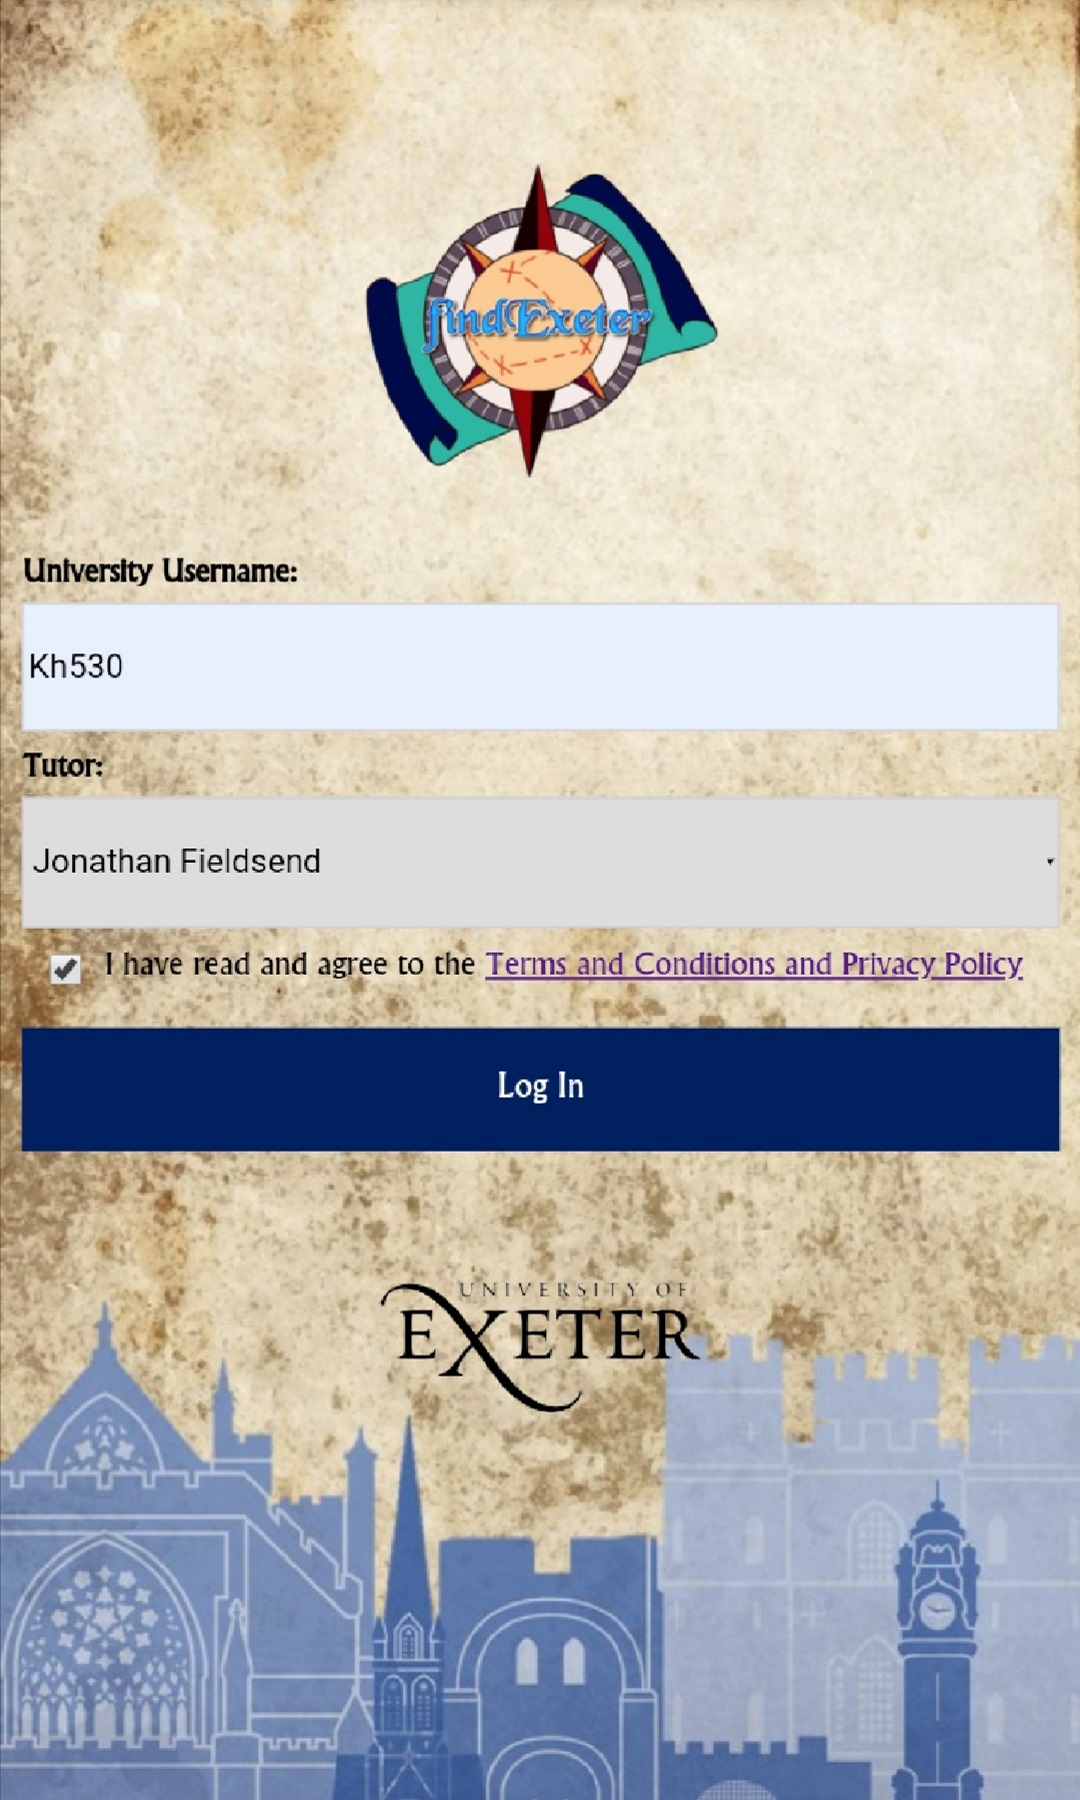 findExeter
University Username:
Kh530
Tutor:
Jonathan Fieldsend
I have read and agree to the Terms and Conditions and Privacy Policy
Log In
UNIVERSITY OF
EXETER